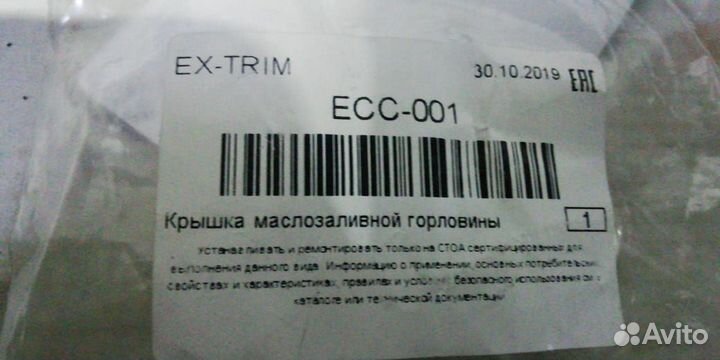 EX-TRIM
30.10.2019 EAC
ECC-001
Крышка маслозаливной горловины 1
Устанавливать и ремонтировать только на СТОА сертифицированных для
выполнения данного вида. Информацию о применении, основных потребительских
свойствах и характеристиках, правилах и условиях безопасного использования см. в
каталоге или технической документации
Avito